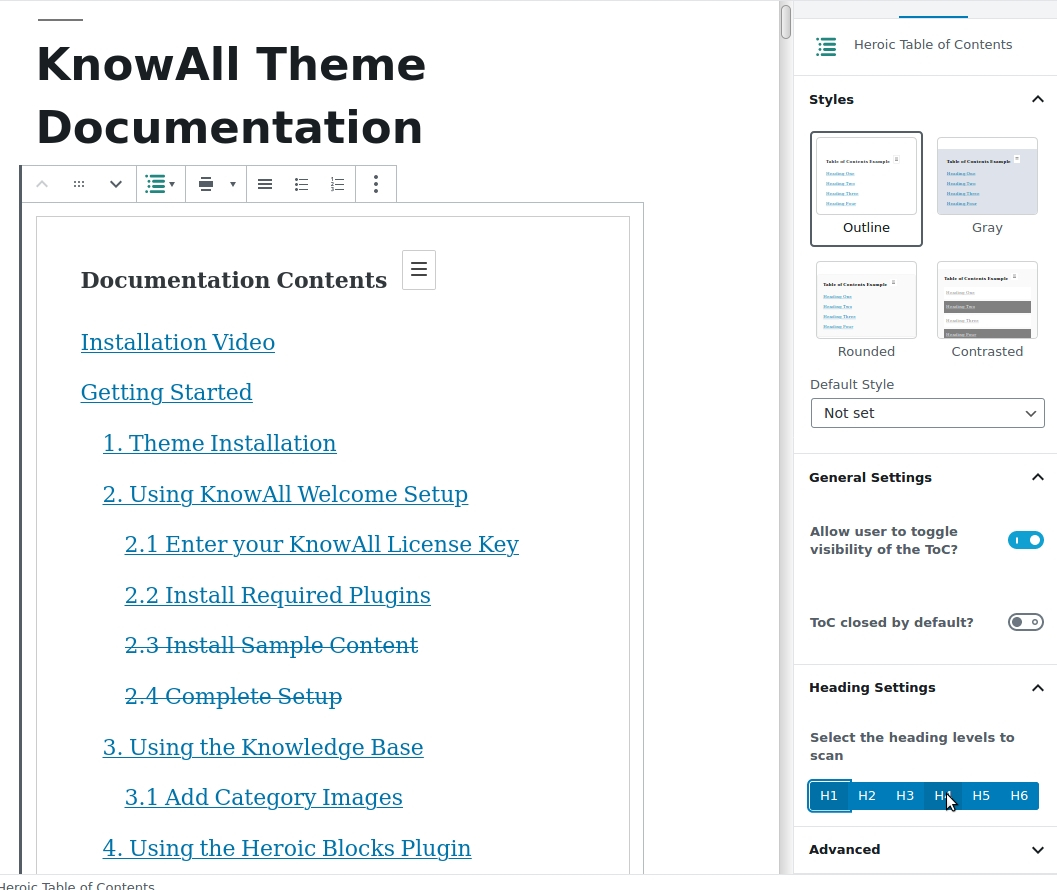 KnowAll Theme
Documentation
Documentation Contents
Installation Video
Getting Started
1. Theme Installation
2. Using KnowAll Welcome Setup
2.1 Enter your KnowAll License Key
2.2 Install Required Plugins
2.3 Install Sample Content
2.4 Complete Setup
3. Using the Knowledge Base
3.1 Add Category Images
4. Using the Heroic Blocks Plugin
Heroic Table of Contents
Heroic Table of Contents
Styles
Table of Contents Example
Heading One
Heading Two
Heading Three
Heading Four
Outline
Table of Contents Example
Heading One
Heading Two
Heading Three
Heading Four
Gray
Table of Contents Example
Heading One
Heading Two
Heading Three
Heading Four
Rounded
Table of Contents Example
Heading One
Heading Two
Heading Three
Heading Four
Contrasted
Default Style
Not set
General Settings
Allow user to toggle
visibility of the ToC?
ToC closed by default?
Heading Settings
Select the heading levels to
scan
H1 H2 H3 H4 H5 H6
Advanced